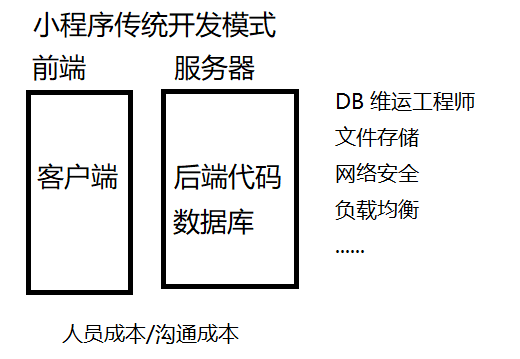 小程序传统开发模式
前端
服务器
客户端
后端代码
数据库
DB 维运工程师
文件存储
网络安全
负载均衡
......
人员成本/沟通成本